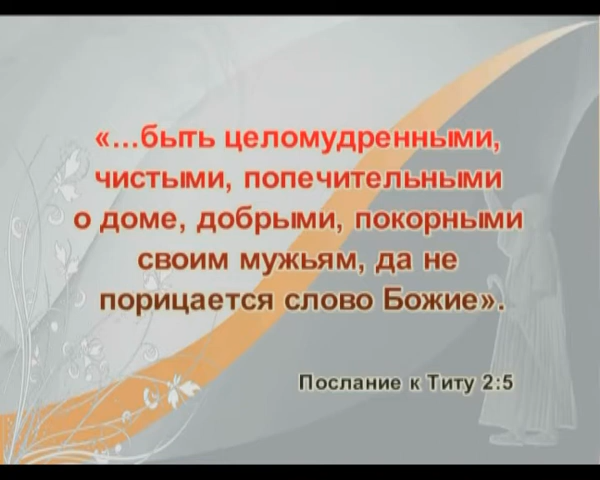 «...быть целомудренными,
чистыми, попечительными
о доме, добрыми, покорными
своим мужьям, да не
порицается слово Божие».
Послание к Титу 2:5